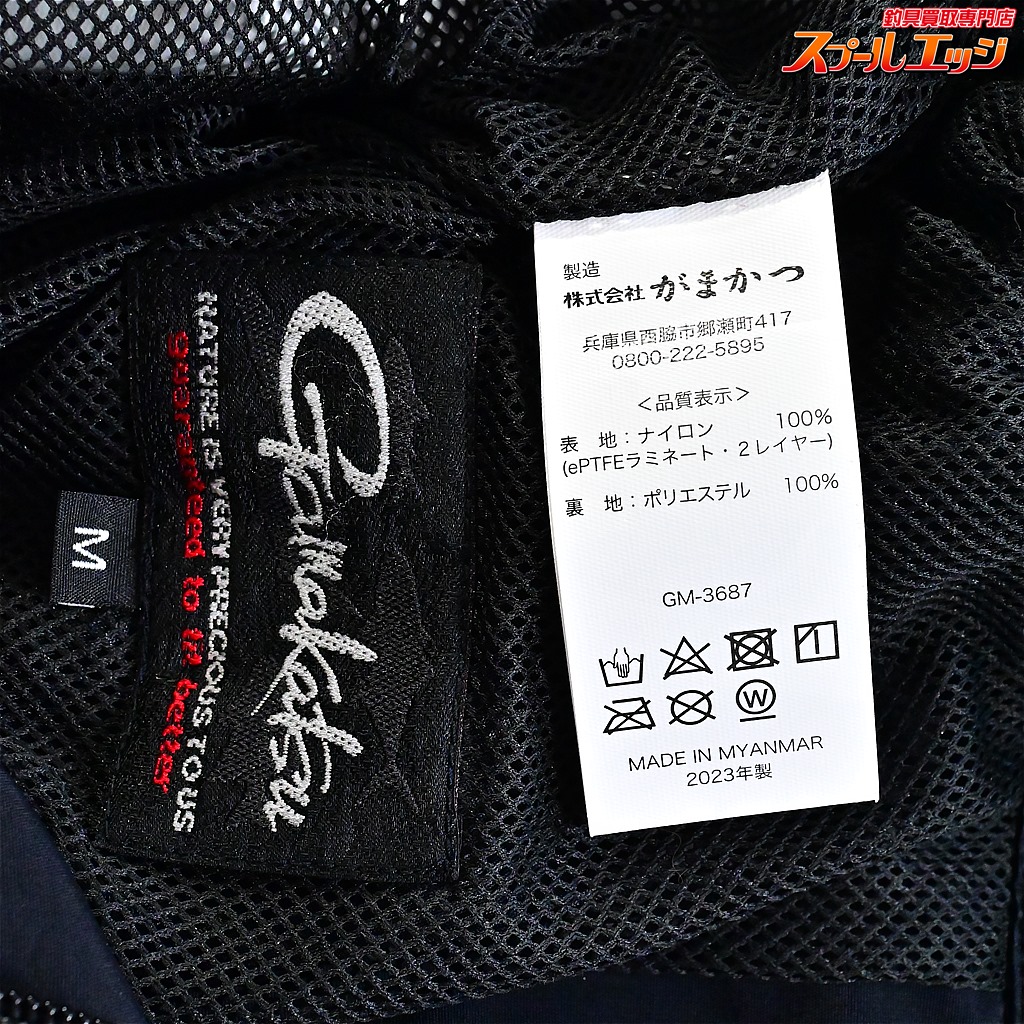 釣具買取専門店
スプールエッジ
Gamakatsu
NATURE IS VERY PRECIOUS TO US
guaranteed to be better
M
製造
株式会社 がまかつ
兵庫県西脇市郷瀬町417
0800-222-5895
<品質表示>
表 地:ナイロン 100%
(ePTFEラミネート・2レイヤー)
裏 地:ポリエステル 100%
GM-3687
W
MADE IN MYANMAR
2023年製